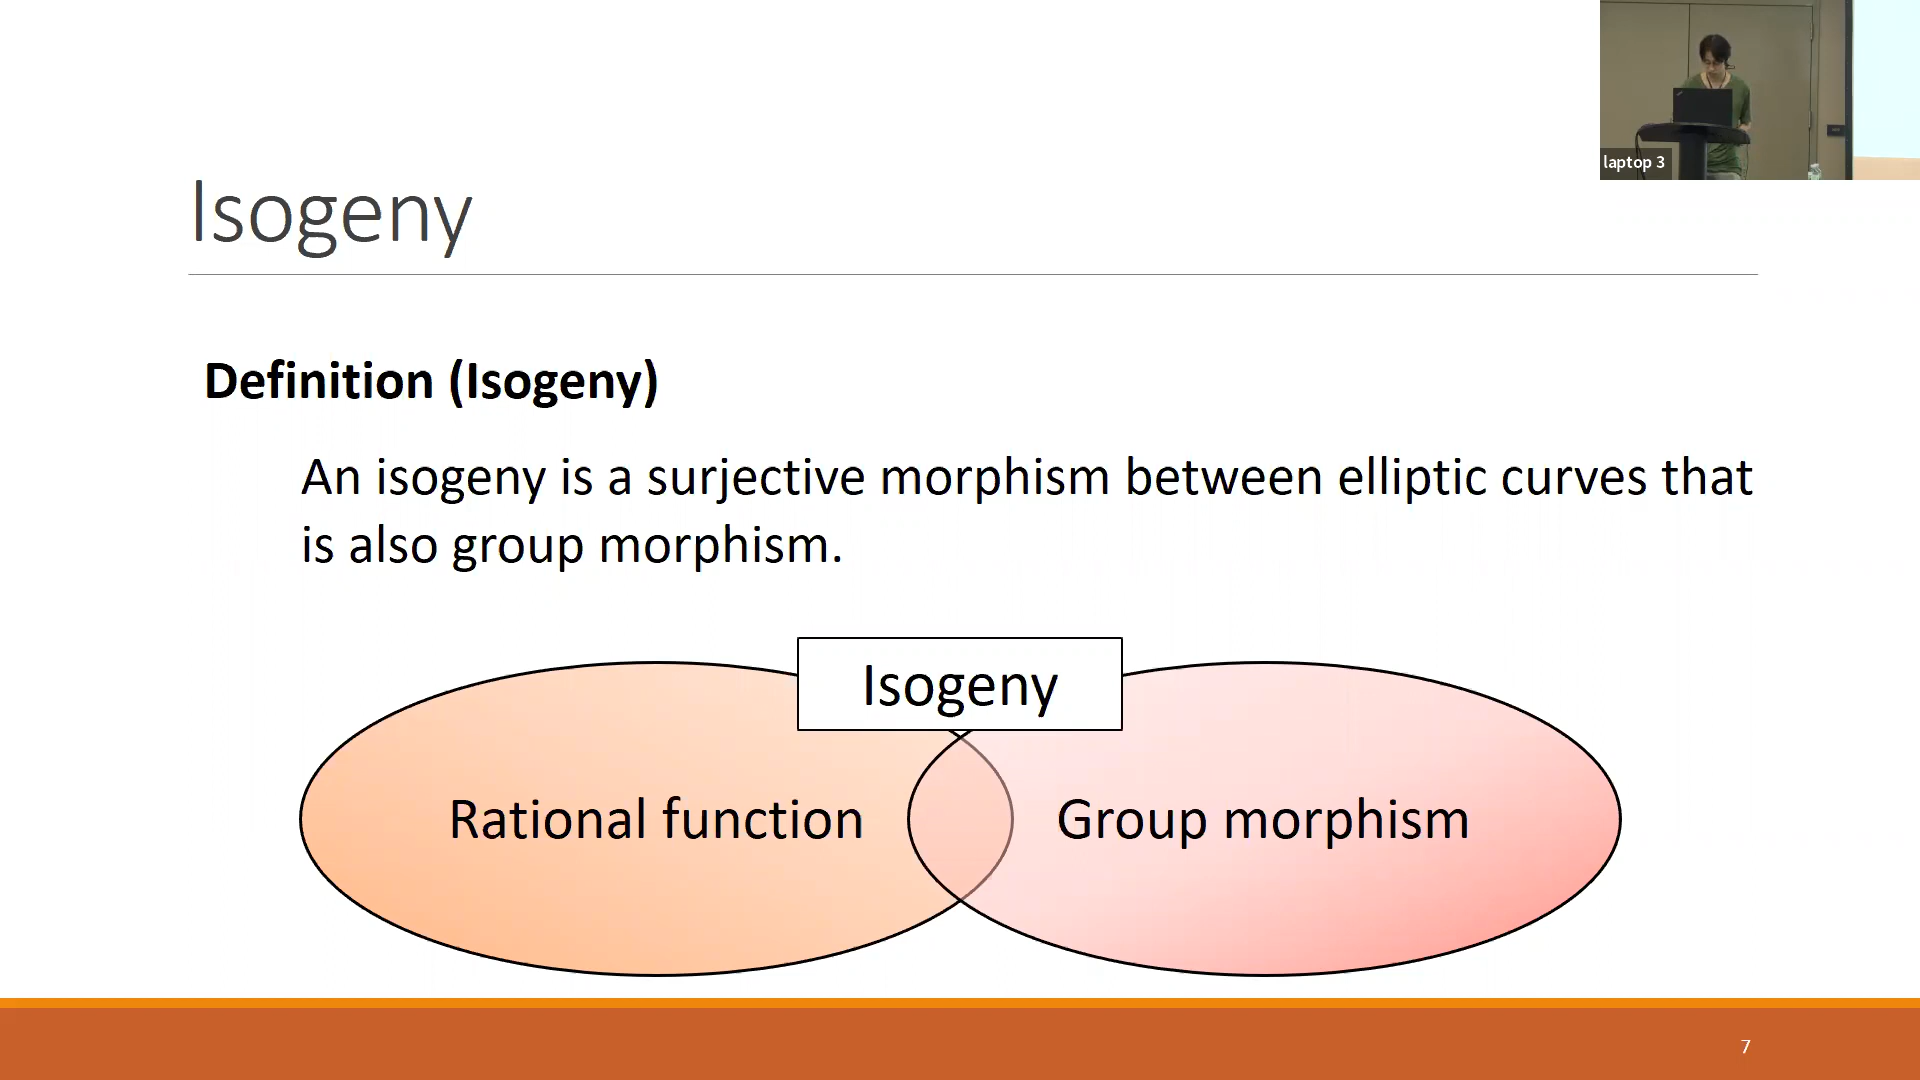 laptop 3
Isogeny
Definition (Isogeny)
An isogeny is a surjective morphism between elliptic curves that
is also group morphism.
Isogeny
Rational function
Group morphism
7